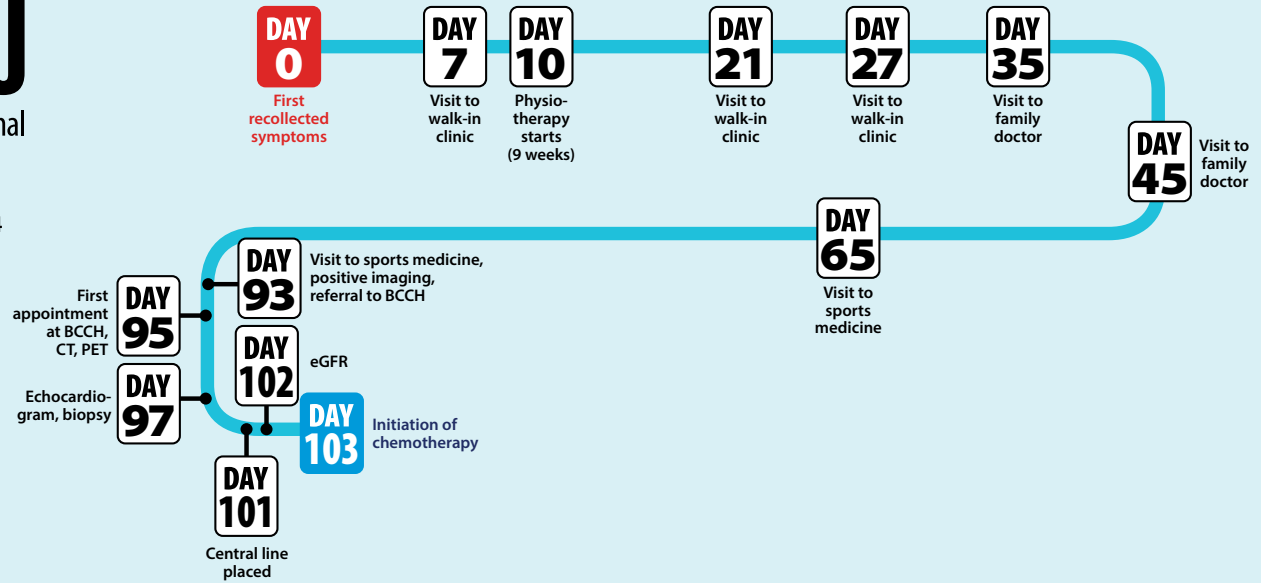 DAY
0
First
recollected
symptoms
DAY
7
Visit to
walk-in
clinic
DAY
10
Physio-
therapy
starts
(9 weeks)
DAY
21
Visit to
walk-in
clinic
DAY
27
Visit to
walk-in
clinic
DAY
35
Visit to
family
doctor
DAY
45
Visit to
family
doctor
DAY
65
Visit to
sports
medicine
DAY
93
Visit to sports medicine,
positive imaging,
referral to BCCH
DAY
95
First
appointment
at BCCH,
CT, PET
DAY
97
Echocardio-
gram, biopsy
DAY
101
Central line
placed
DAY
102
eGFR
DAY
103
Initiation of
chemotherapy